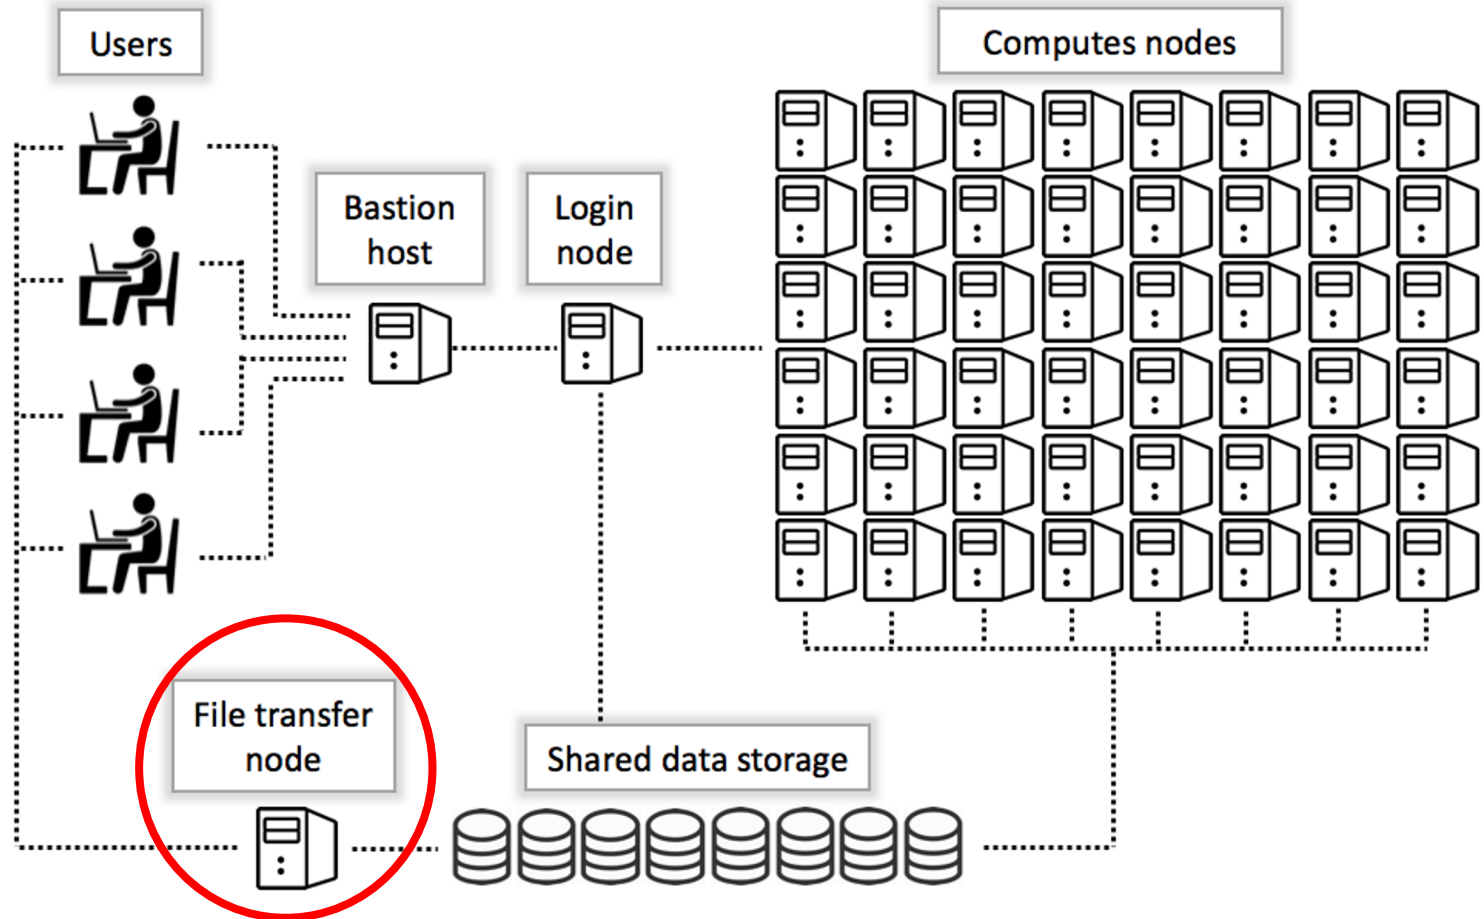 Users
Computes nodes
Bastion
host
Login
node
File transfer
node
Shared data storage